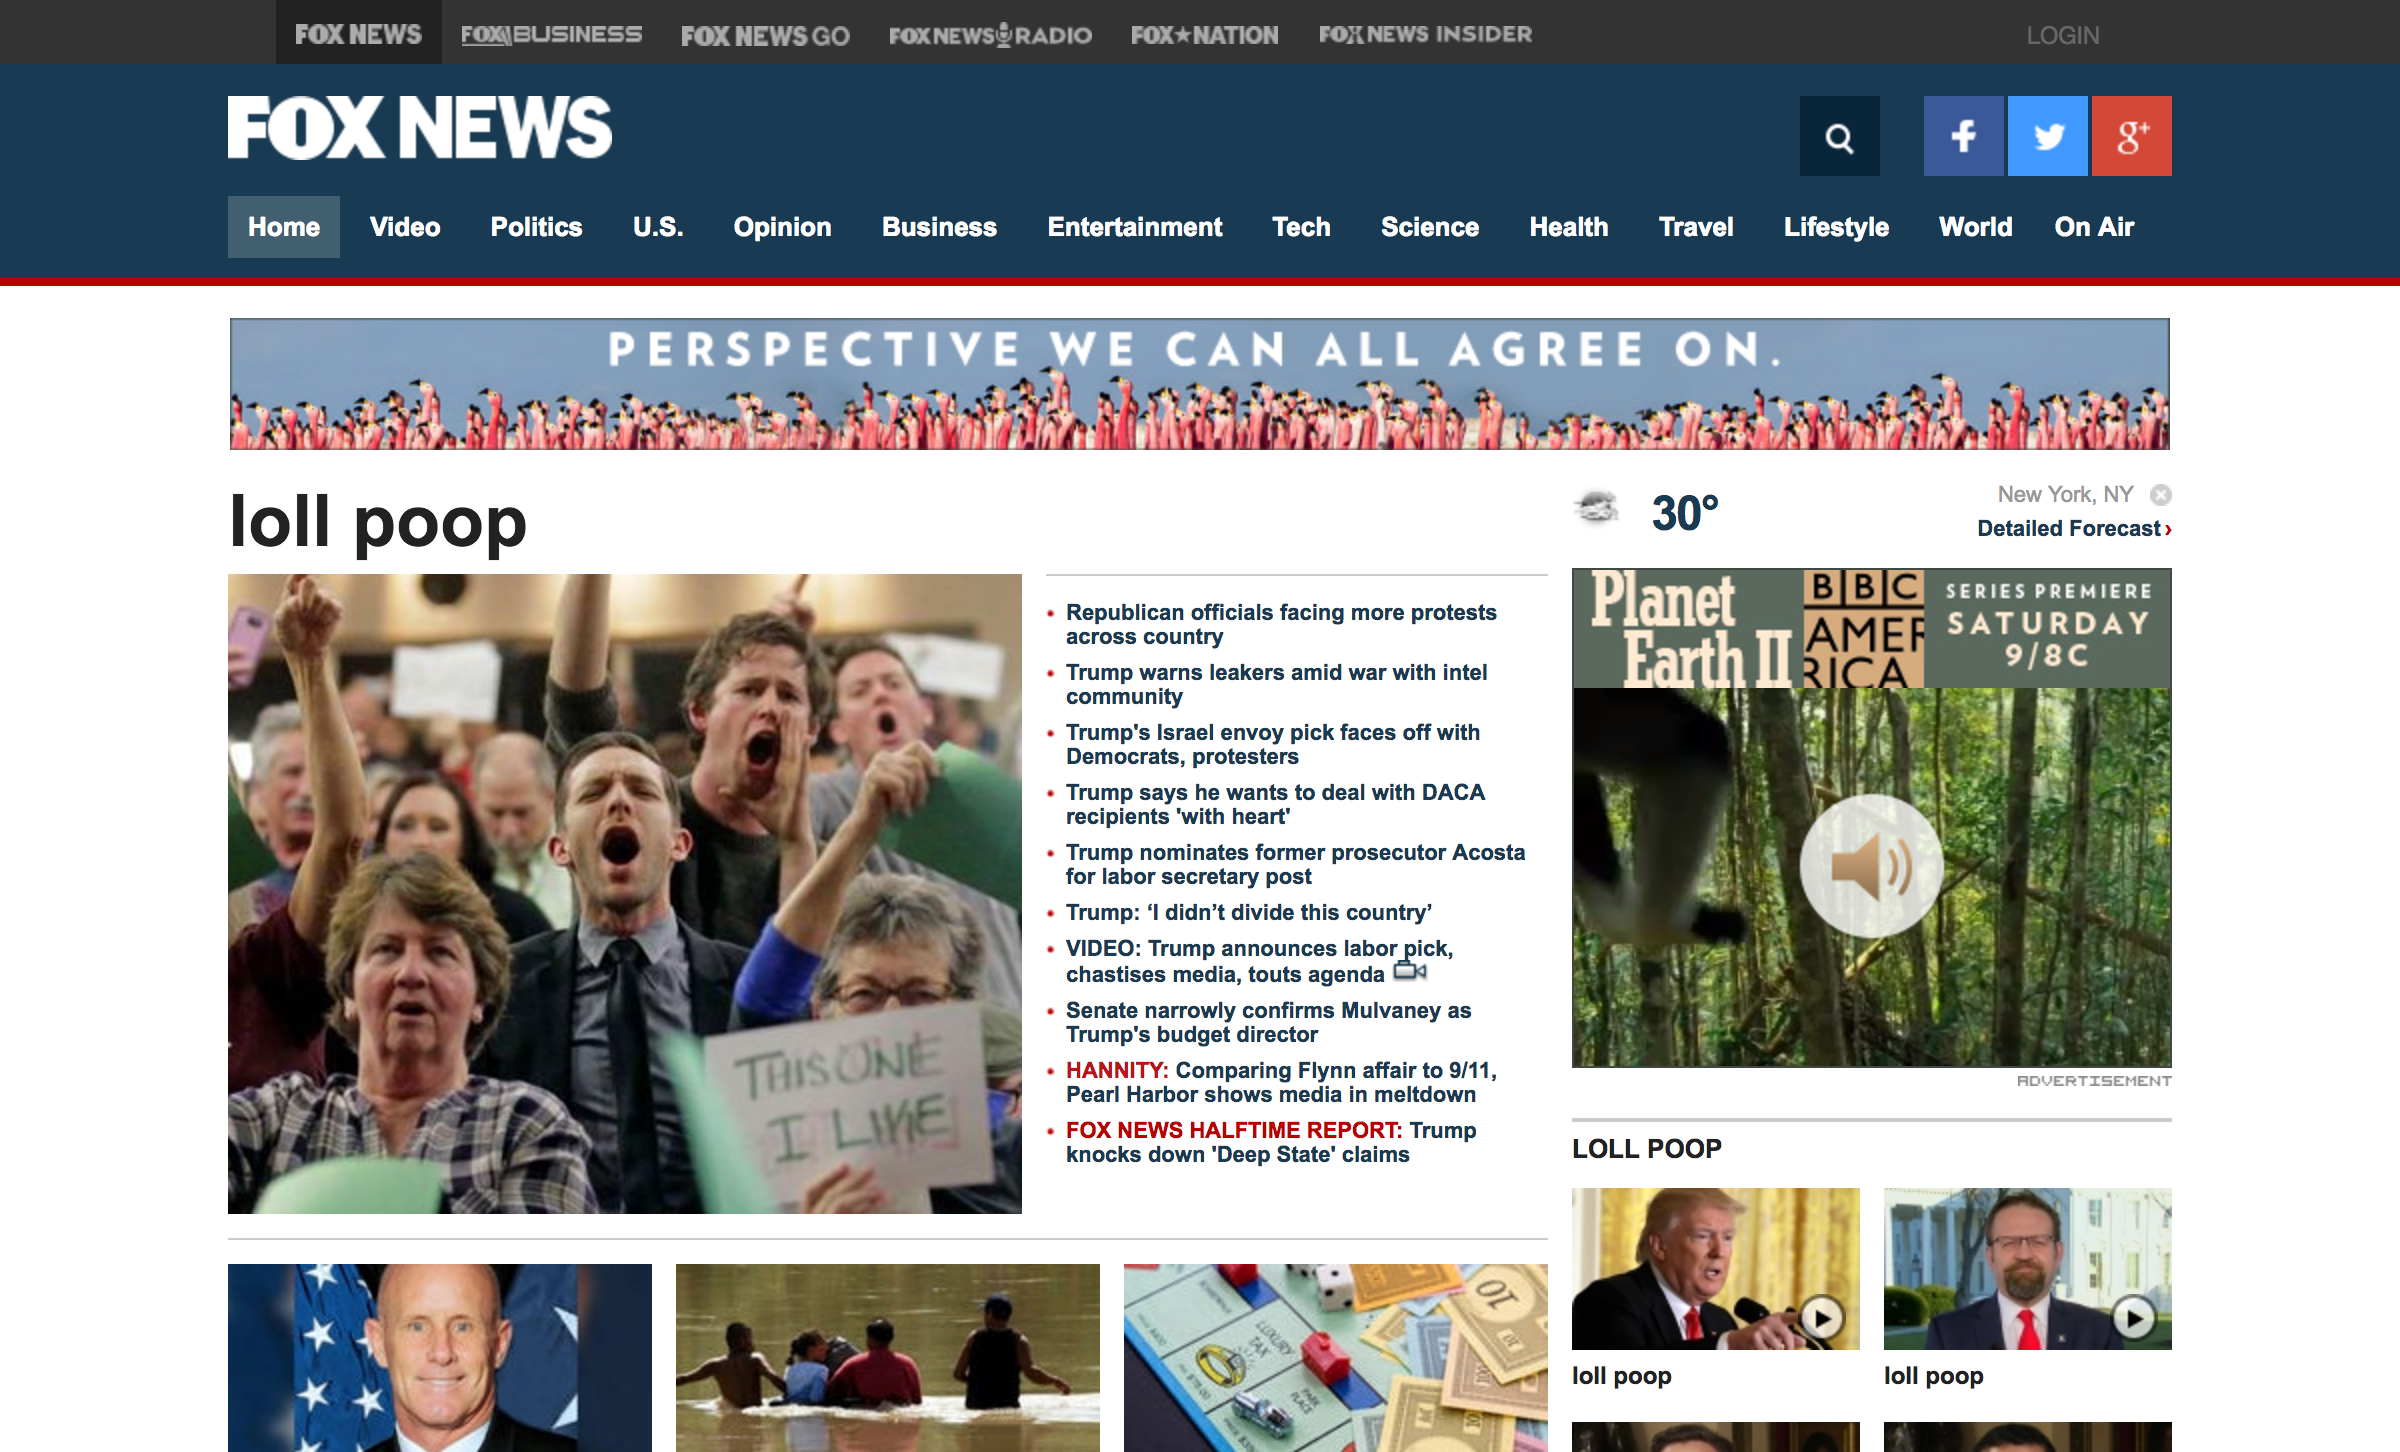 FOX NEWS
FOX BUSINESS
FOX NEWS GO
FOX NEWS RADIO
FOX NATION
FOX NEWS INSIDER
LOGIN
FOX NEWS
g+
Home
Video
Politics
U.S.
Opinion
Business
Entertainment
Tech
Science
Health
Travel
Lifestyle
World
On Air
PERSPECTIVE WE CAN ALL AGREE ON.
loll poop
30°
New York, NY
Detailed Forecast ›
Republican officials facing more protests
across country
Trump warns leakers amid war with intel
community
Trump's Israel envoy pick faces off with
Democrats, protesters
Trump says he wants to deal with DACA
recipients 'with heart'
Trump nominates former prosecutor Acosta
for labor secretary post
Trump: ‘I didn’t divide this country’
VIDEO: Trump announces labor pick,
chastises media, touts agenda
Senate narrowly confirms Mulvaney as
Trump's budget director
HANNITY: Comparing Flynn affair to 9/11,
Pearl Harbor shows media in meltdown
FOX NEWS HALFTIME REPORT: Trump
knocks down 'Deep State' claims
THIS ONE
I LIKE
Planet
Earth II
BBC
AMER
RICA
SERIES PREMIERE
SATURDAY
9/8C
ADVERTISEMENT
LOLL POOP
loll poop
loll poop
LUXURY
TAX
PARK
PLACE
10